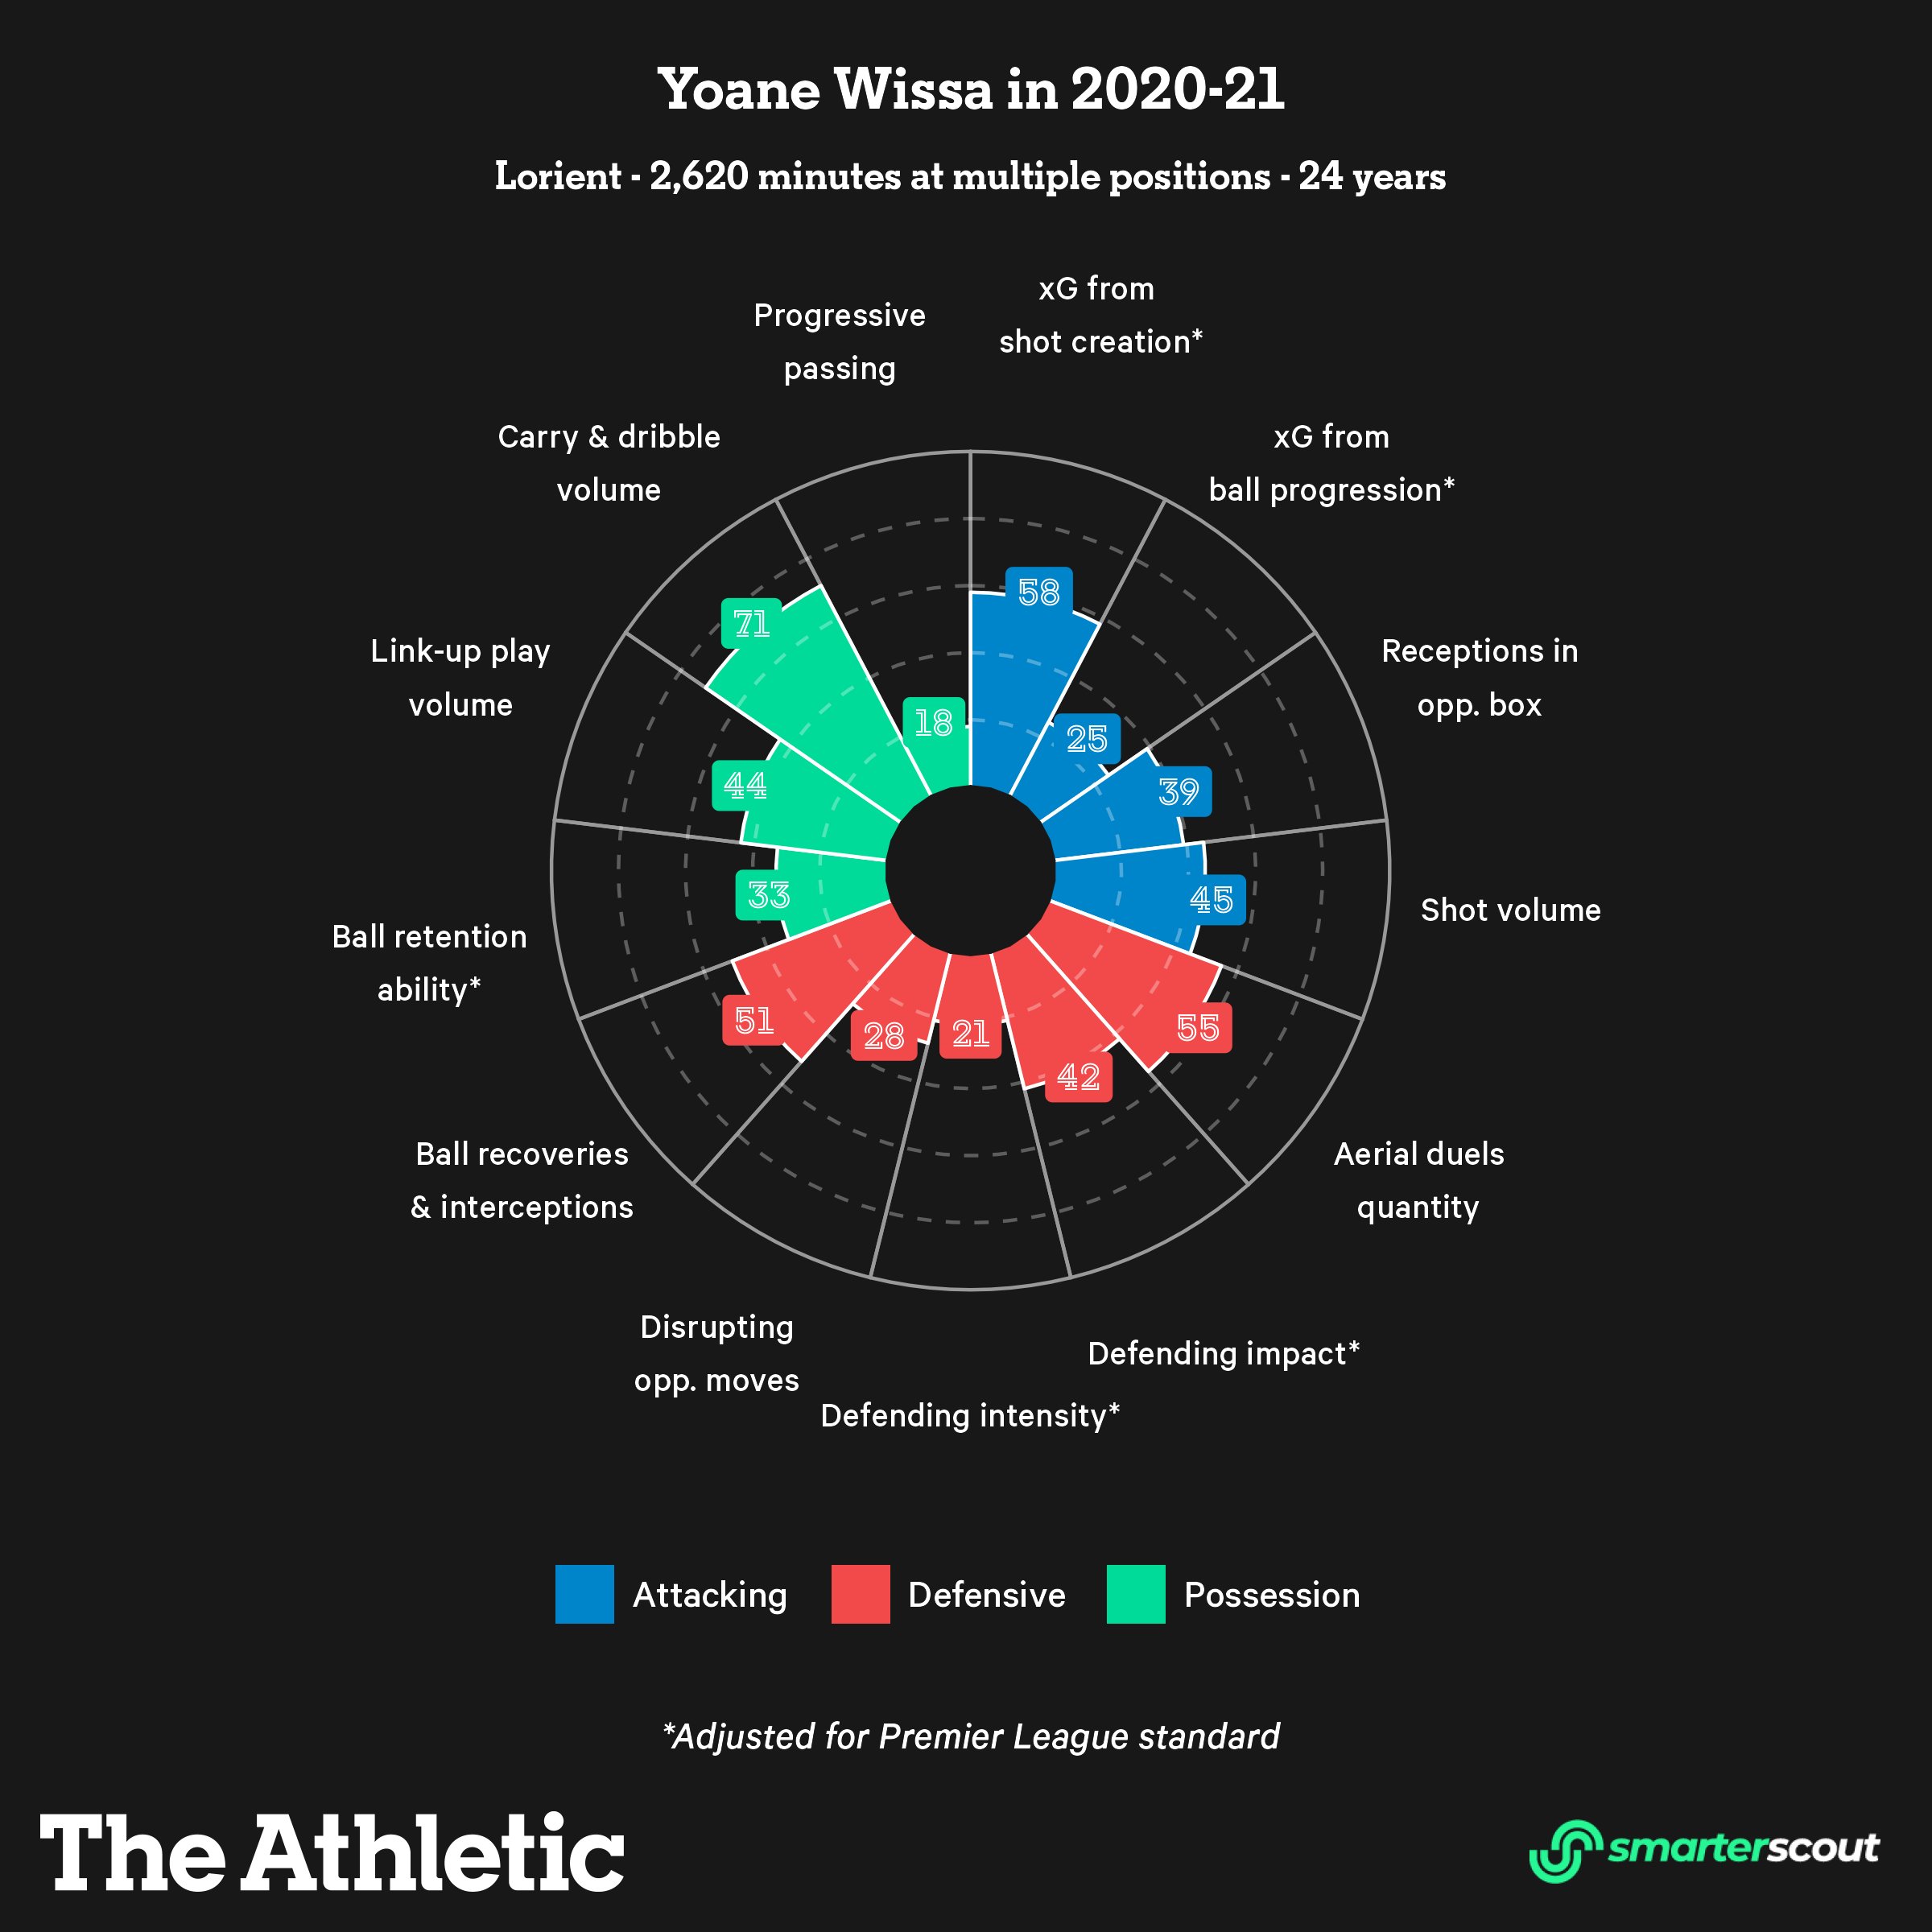 Yoane Wissa in 2020-21
Lorient - 2,620 minutes at multiple positions - 24 years
xG from
shot creation*
xG from
ball progression*
Receptions in
opp. box
Shot volume
Aerial duels
quantity
Defending impact*
Defending intensity*
Disrupting
opp. moves
Ball recoveries
& interceptions
Ball retention
ability*
Link-up play
volume
Carry & dribble
volume
Progressive
passing
58
25
39
45
55
42
21
28
51
33
44
71
18
Attacking
Defensive
Possession
*Adjusted for Premier League standard
The Athletic
smarterscout